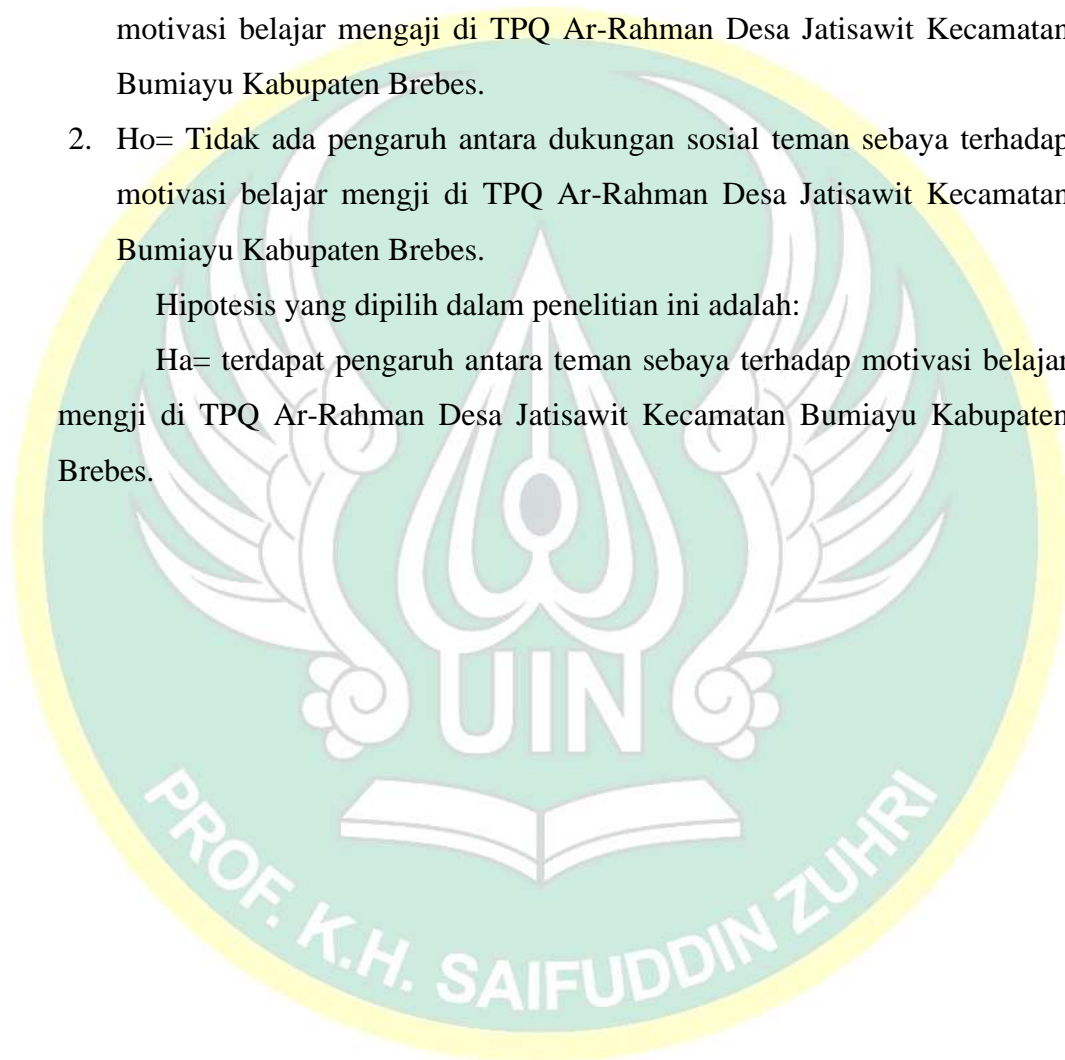 motivasi belajar mengaji di TPQ Ar-Rahman Desa Jatisawit Kecamatan
Bumiayu Kabupaten Brebes.
2. Ho= Tidak ada pengaruh antara dukungan sosial teman sebaya terhadap
motivasi belajar mengji di TPQ Ar-Rahman Desa Jatisawit Kecamatan
Bumiayu Kabupaten Brebes.
Hipotesis yang dipilih dalam penelitian ini adalah:
Ha= terdapat pengaruh antara teman sebaya terhadap motivasi belajar
mengji di TPQ Ar-Rahman Desa Jatisawit Kecamatan Bumiayu Kabupaten
Brebes.
UIN
PROF. K.H. SAIFUDDIN ZUHRI